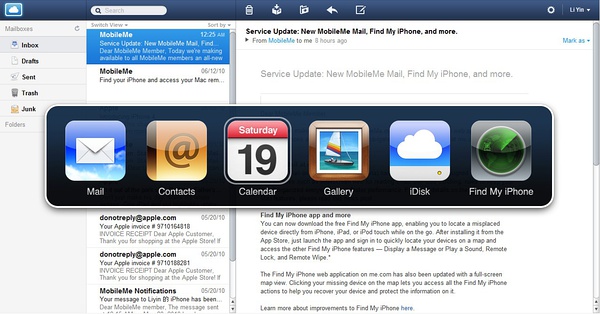 Search
Li Yin
Mailboxes
Inbox
Drafts
Sent
Trash
Junk
Folders
Switch View
Sort by
MobileMe 12:25 AM
Service Update: New MobileMe Mail, Find...
Dear MobileMe Member, Today we're making
available to all MobileMe members an all-new
MobileMe 06/12/10
Find your iPhone and access your Mac rem...
donotreply@apple.com 05/20/10
Your Apple invoice # 9710164818
INVOICE RECEIPT Dear Apple Customer,
Thank you for shopping at the Apple Store! If
donotreply@apple.com 05/20/10
Your Apple invoice # 9710188281
INVOICE RECEIPT Dear Apple Customer,
Thank you for shopping at the Apple Store! If
MobileMe Notifications 05/20/10
Your message to Liyin 的 iPhone has been...
Dear MobileMe member, The message sent
Service Update: New MobileMe Mail, Find My iPhone, and more.
From MobileMe to me 8 hours ago
Mark as
Service Update: New MobileMe Mail, Find My iPhone, and more.
Saturday
19
Mail
Contacts
Calendar
Gallery
iDisk
Find My iPhone
Find My iPhone app and more
You can now download the free Find My iPhone app, enabling you to locate a misplaced
device directly from iPhone, iPad, or iPod touch while on the go. After installing it from the
App Store, just launch the app and sign in to quickly locate your devices on a map and
access the other Find My iPhone features — Display a Message or Play a Sound, Remote
Lock, and Remote Wipe.*
The Find My iPhone web application on me.com has also been updated with a full-screen
map view. Clicking your missing device on the map lets you access all the Find My iPhone
actions to help you recover your device and protect the information on it.
Learn more about improvements to Find My iPhone here.